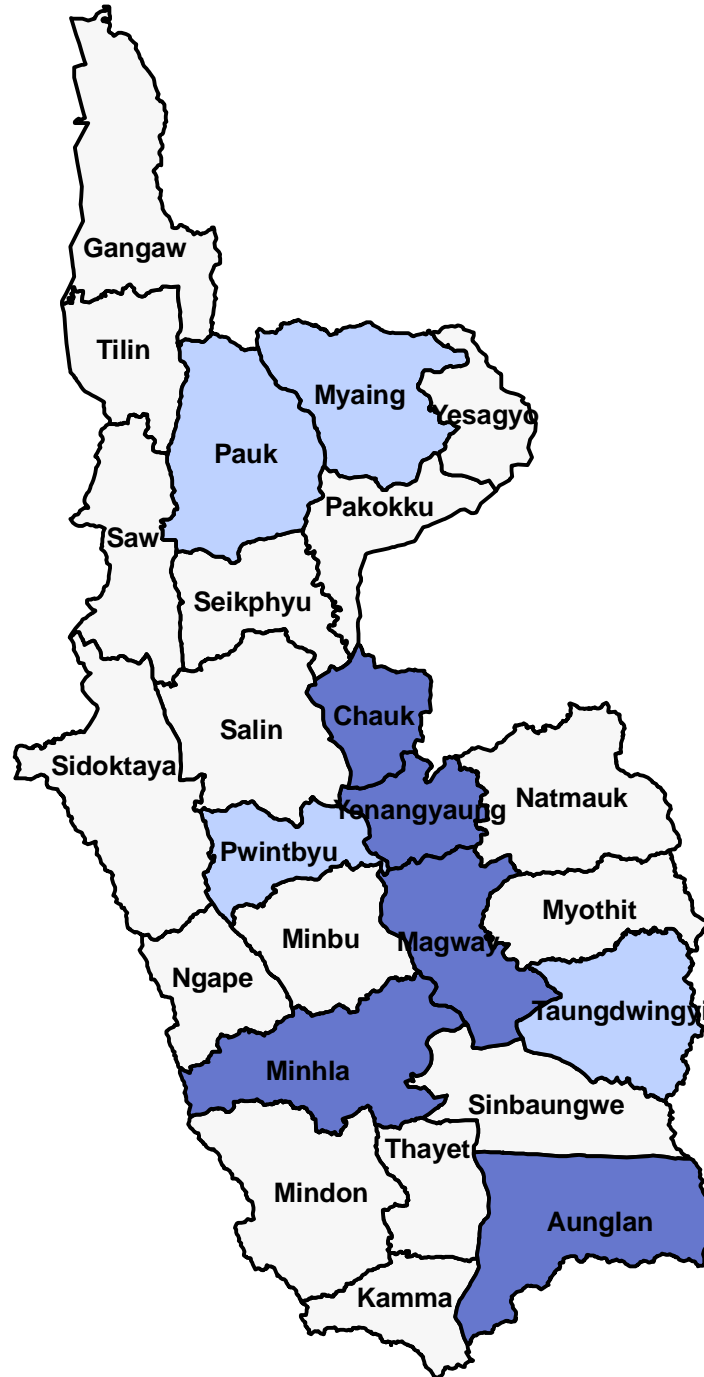 Gangaw
Tilin
Myaing
Yesagyo
Pauk
Pakokku
Saw
Seikphyu
Chauk
Salin
Sidoktaya
Natmauk
Yenangyaung
Pwintbyu
Myothit
Minbu
Magway
Ngape
Taungdwingyi
Minhla
Sinbaungwe
Thayet
Mindon
Aunglan
Kamma